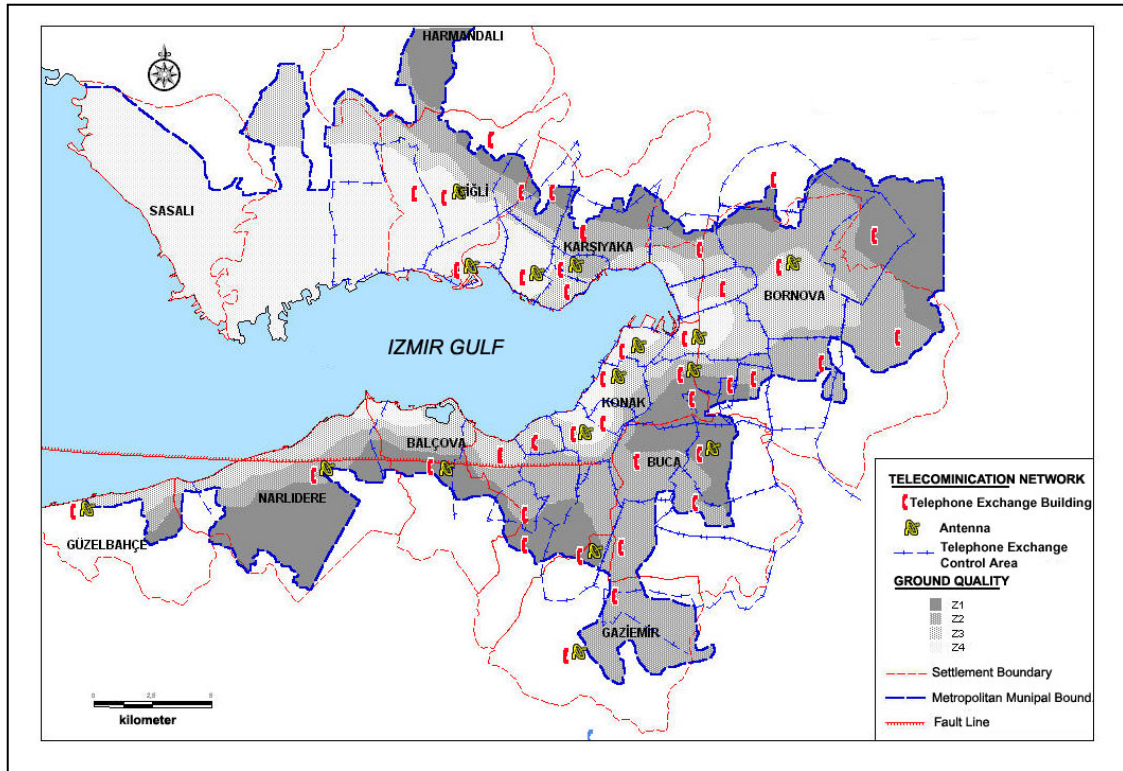 HARMANDALI
ÇİĞLİ
SASALI
KARŞIYAKA
BORNOVA
IZMIR GULF
KONAK
BALÇOVA
BUCA
NARLIDERE
GÜZELBAHÇE
GAZİEMİR
kilometer
TELECOMINICATION NETWORK
Telephone Exchange Building
Antenna
Telephone Exchange
Control Area
GROUND QUALITY
Z1
Z2
Z3
Z4
Settlement Boundary
Metropolitan Munipal Bound.
Fault Line